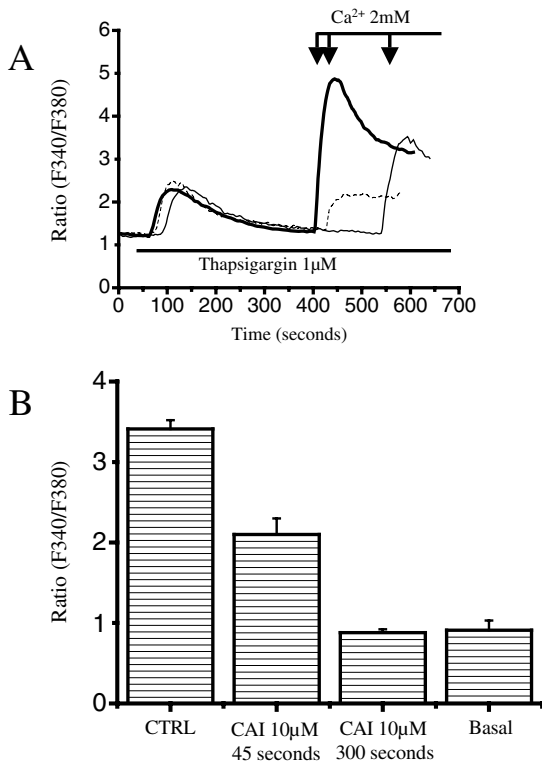 Ca²⁺ 2mM
A
6
5
4
3
2
1
0
Ratio (F340/F380)
Thapsigargin 1µM
0 100 200 300 400 500 600 700
Time (seconds)
B
4
3
2
1
0
Ratio (F340/F380)
CTRL
CAI 10µM
45 seconds
CAI 10µM
300 seconds
Basal